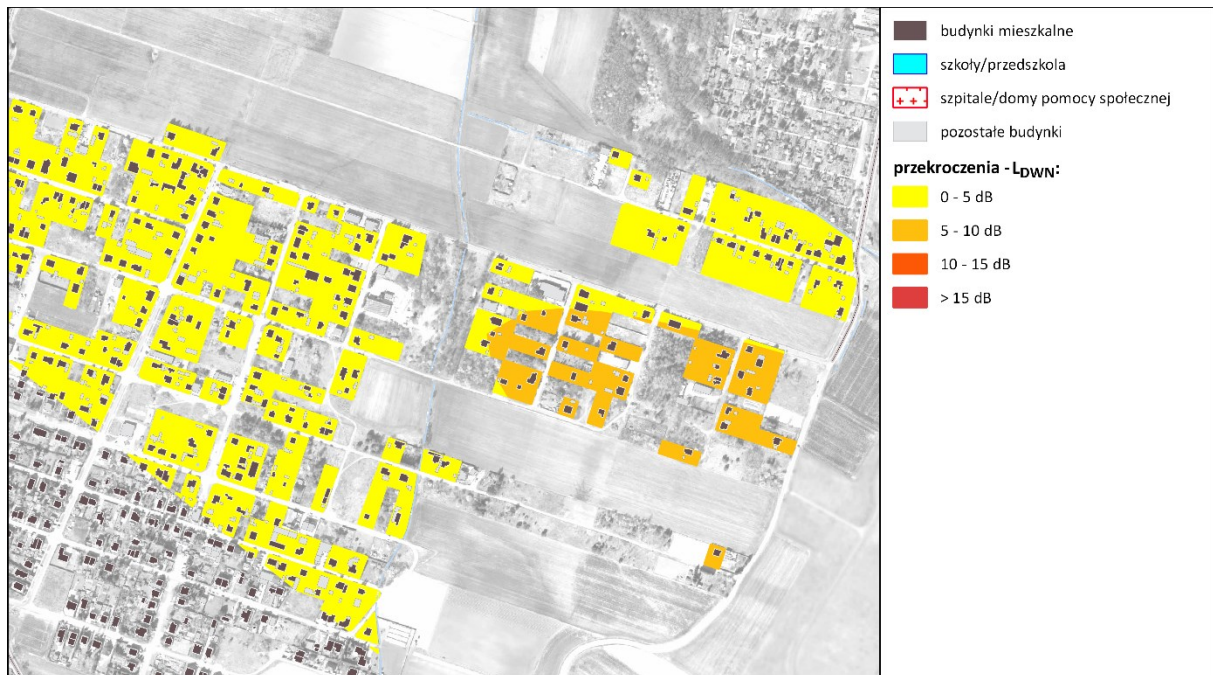 budynki mieszkalne
szkoły/przedszkola
szpitale/domy pomocy społecznej
pozostałe budynki
przekroczenia - LDWN:
0 - 5 dB
5 - 10 dB
10 - 15 dB
> 15 dB